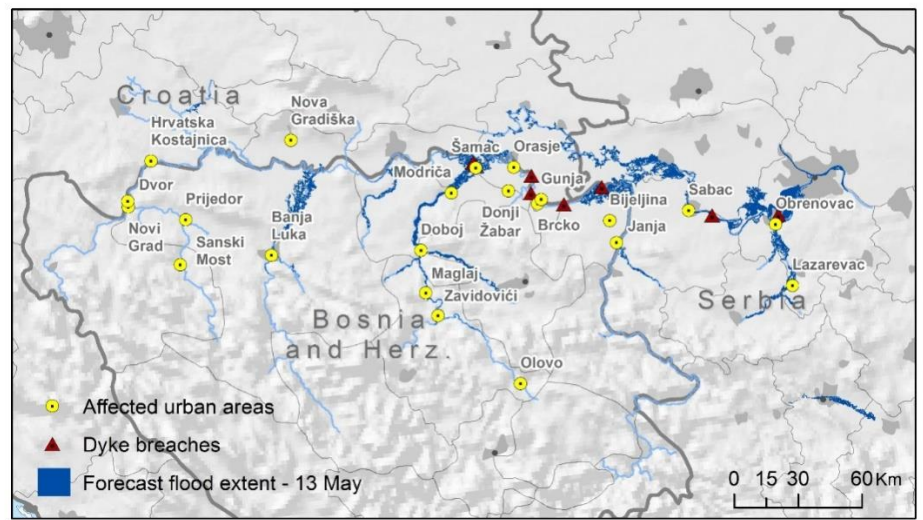 Croatia
Hrvatska
Kostajnica
Nova
Gradiška
Dvor
Novi
Grad
Prijedor
Sanski
Most
Banja
Luka
Modriča
Šamac
Orasje
Gunja
Donji
Žabar
Brčko
Bijeljina
Janja
Sabac
Obrenovac
Doboj
Maglaj
Zavidovići
Lazarevac
Serbia
Bosnia
and Herz.
Olovo
Affected urban areas
Dyke breaches
Forecast flood extent - 13 May
0 15 30 60 Km